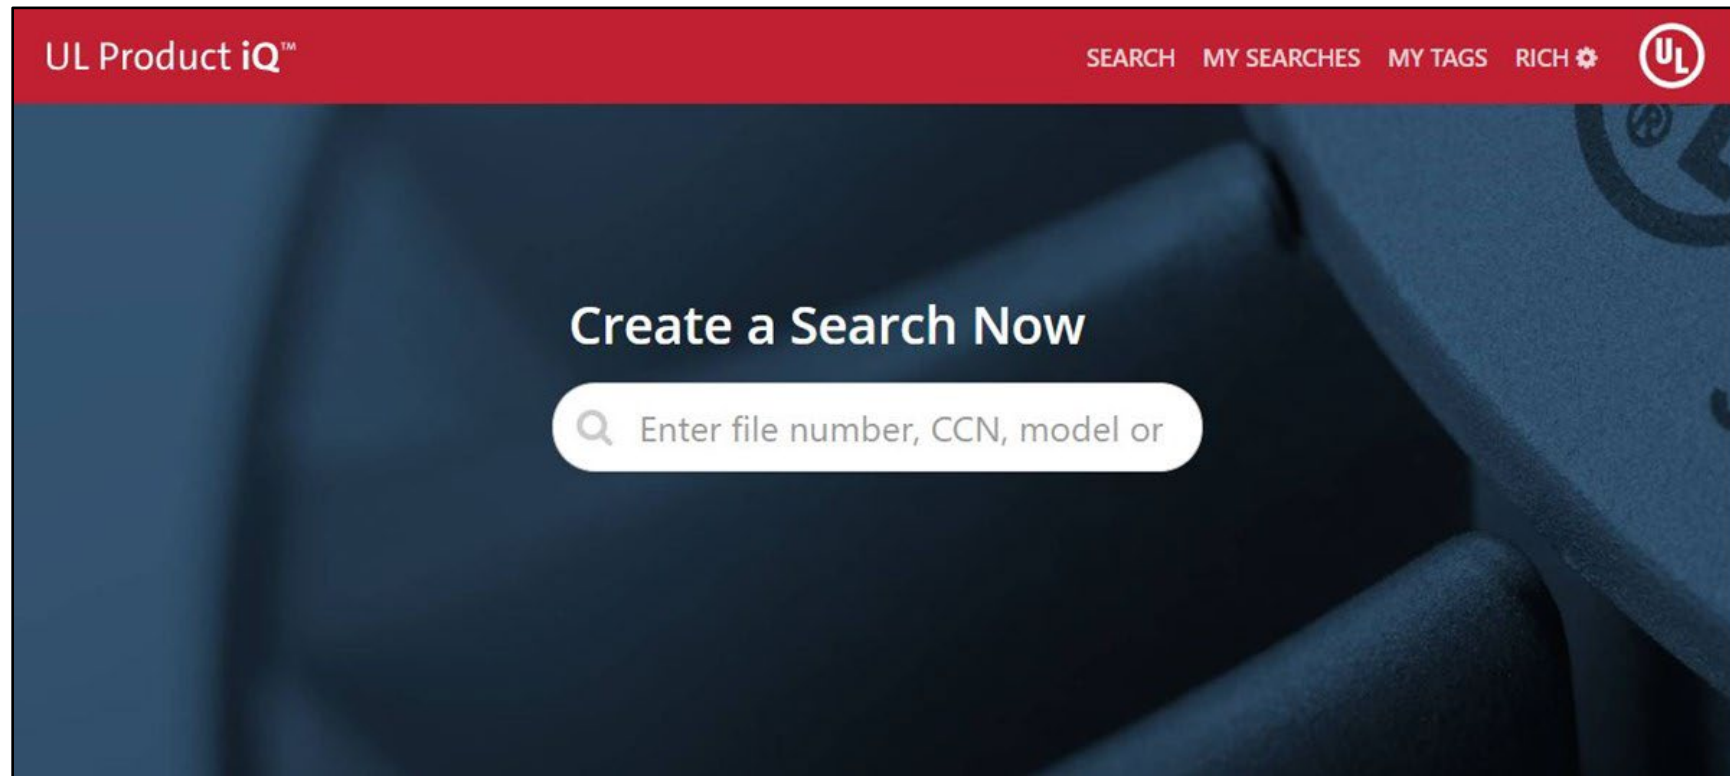 UL Product iQ™
SEARCH MY SEARCHES MY TAGS RICH
UL
®
Create a Search Now
Enter file number, CCN, model or